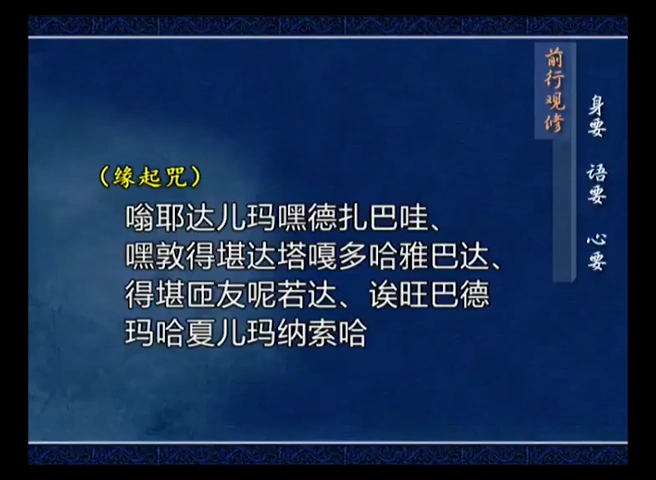 前行观修
身要 语要 心要
（缘起咒）
嗡耶达儿玛嘿德扎巴哇、
嘿敦得堪达塔嘎多哈雅巴达、
得堪匝友呢若达、诶旺巴德
玛哈夏儿玛纳索哈